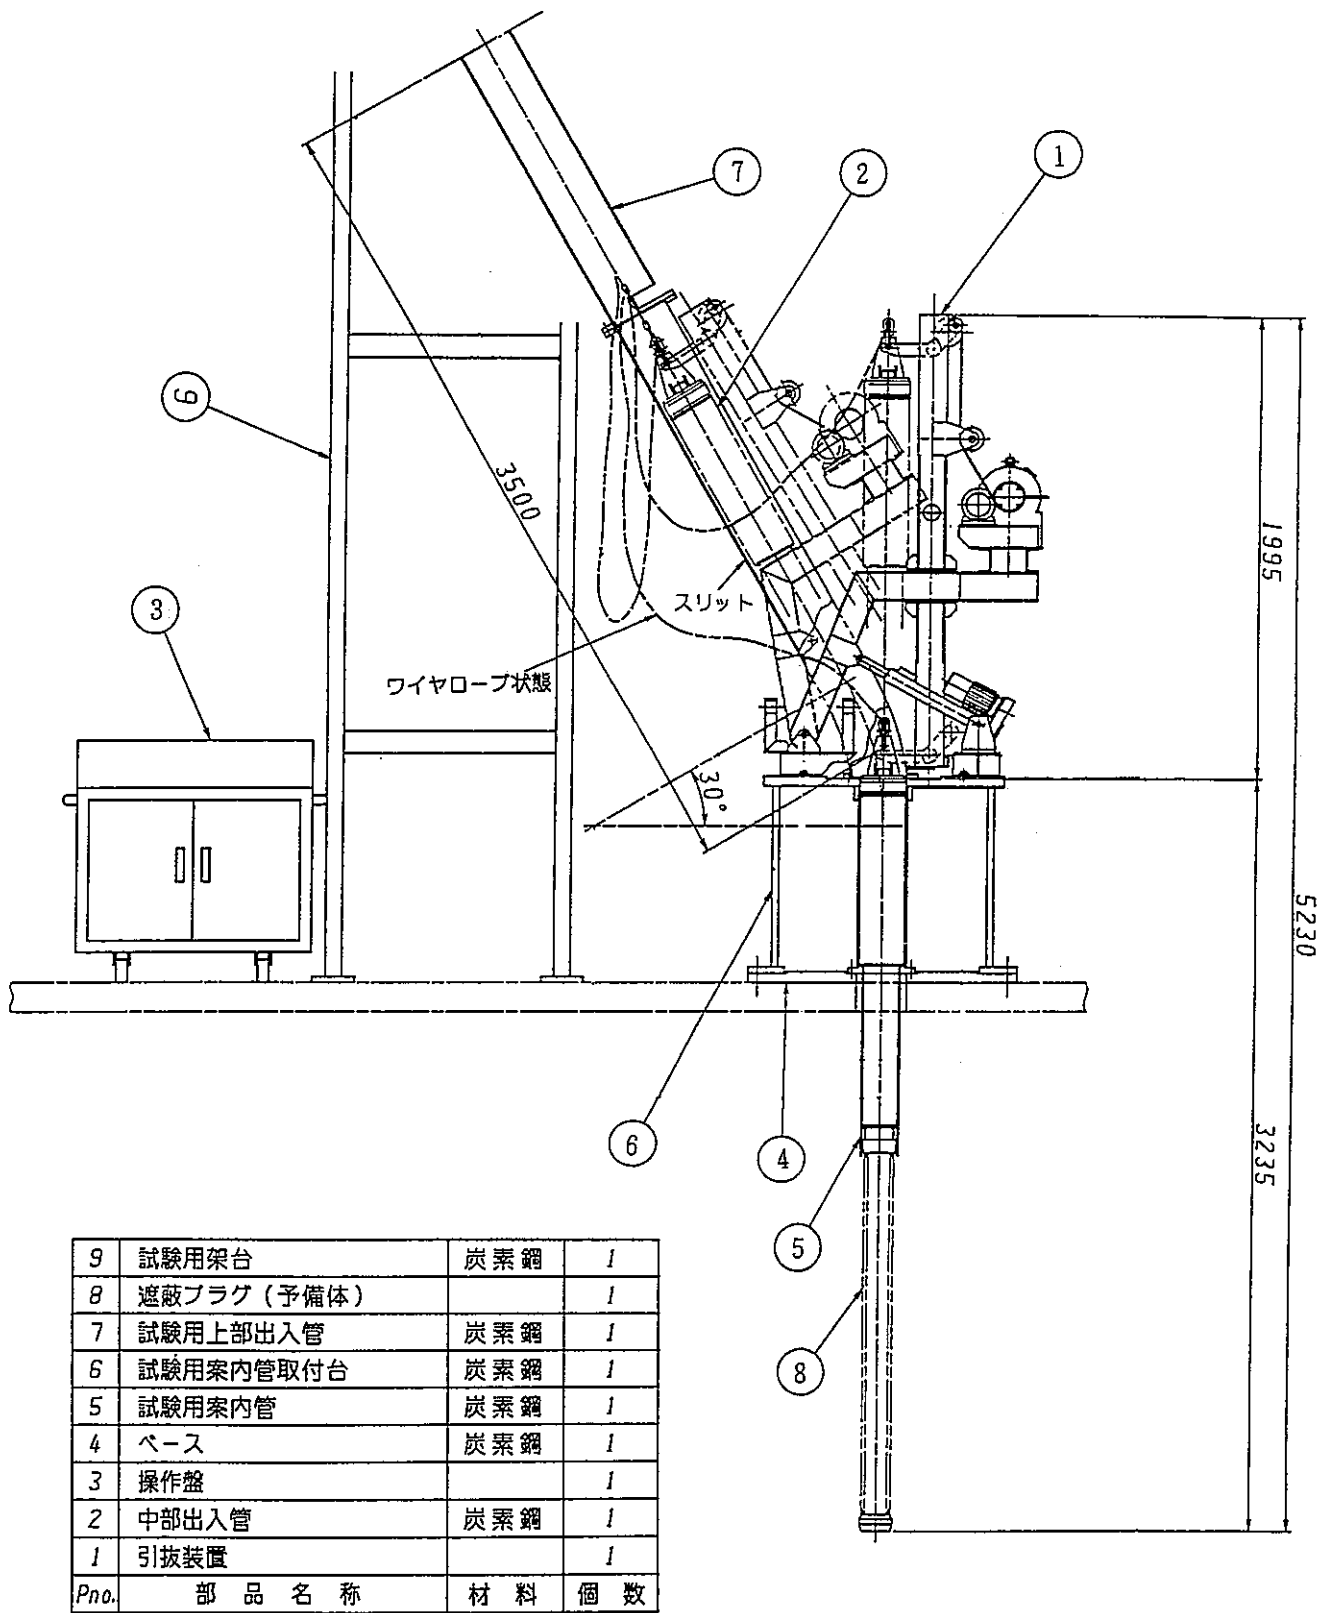 7
2
1
9
3500
1995
スリット
3
ワイヤロープ状態
30°
5230
6
4
3235
5
8
9 試験用架台 炭素鋼 1
8 遮蔽プラグ (予備体) 1
7 試験用上部出入管 炭素鋼 1
6 試験用案内管取付台 炭素鋼 1
5 試験用案内管 炭素鋼 1
4 ベース 炭素鋼 1
3 操作盤 1
2 中部出入管 炭素鋼 1
1 引抜装置 1
Pno. 部品名称 材料 個数